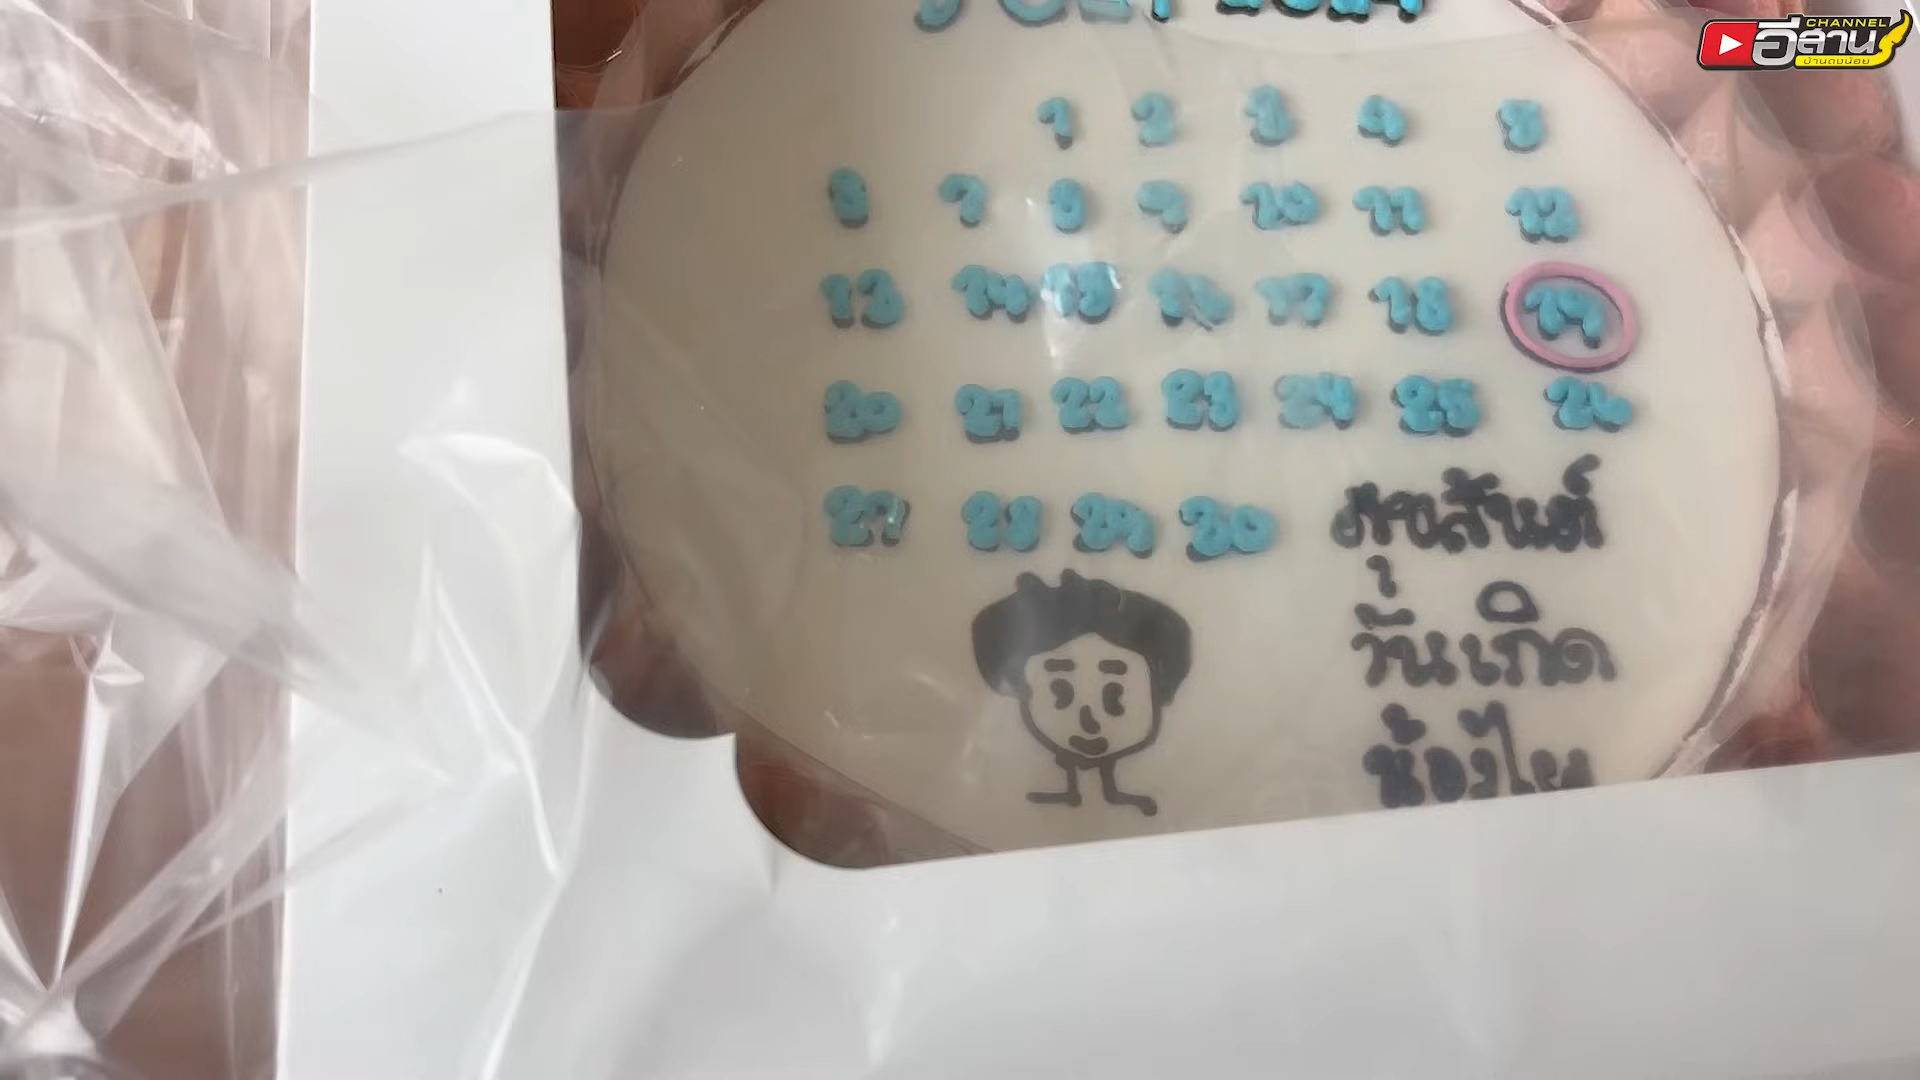 CHANNEL
อีสาน
บ้านดงน้อย
JULY 2024
1 2 3 4 5
6 7 8 9 10 11 12
13 14 15 16 17 18 19
20 21 22 23 24 25 26
27 28 29 30
สุขสันต์
วันเกิด